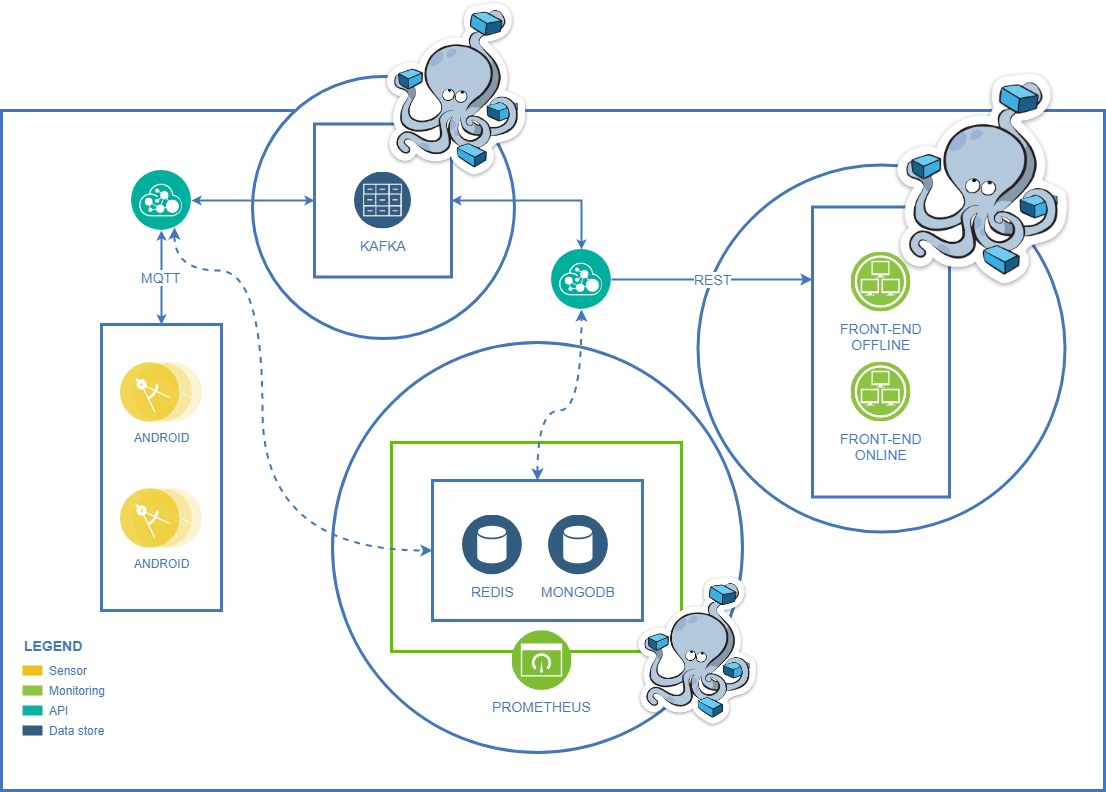 KAFKA
MQTT
REST
FRONT-END
OFFLINE
FRONT-END
ONLINE
ANDROID
ANDROID
REDIS
MONGODB
PROMETHEUS
LEGEND
Sensor
Monitoring
API
Data store